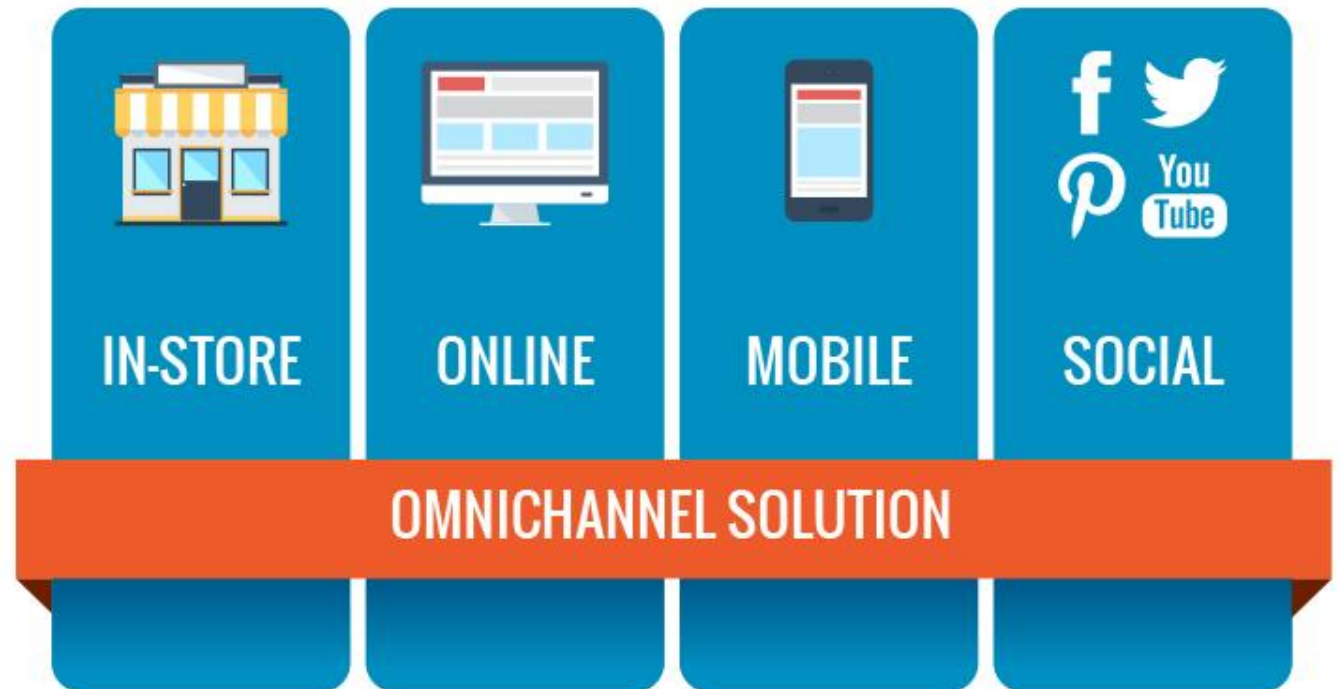 You
Tube
IN-STORE
ONLINE
MOBILE
SOCIAL
OMNICHANNEL SOLUTION